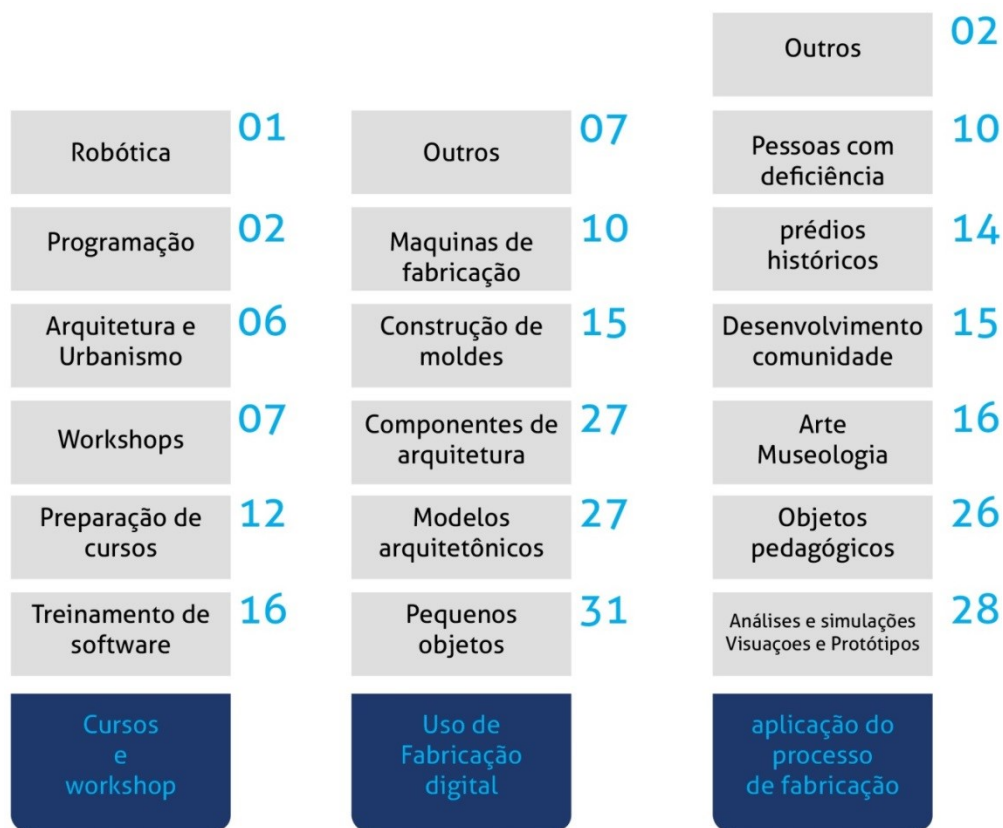 Robótica
01
Programação
02
Arquitetura e
Urbanismo
06
Workshops
07
Preparação de
cursos
12
Treinamento de
software
16
Cursos
e
workshop
Outros
07
Maquinas de
fabricação
10
Construção de
moldes
15
Componentes de
arquitetura
27
Modelos
arquitetônicos
27
Pequenos
objetos
31
Uso de
Fabricação
digital
Outros
02
Pessoas com
deficiência
10
prédios
históricos
14
Desenvolvimento
comunidade
15
Arte
Museologia
16
Objetos
pedagógicos
26
Análises e simulações
Visuaçoes e Protótipos
28
aplicação do
processo
de fabricação